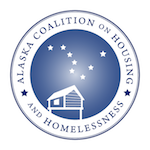 ALASKA COALITION ON HOUSING
AND HOMELESSNESS